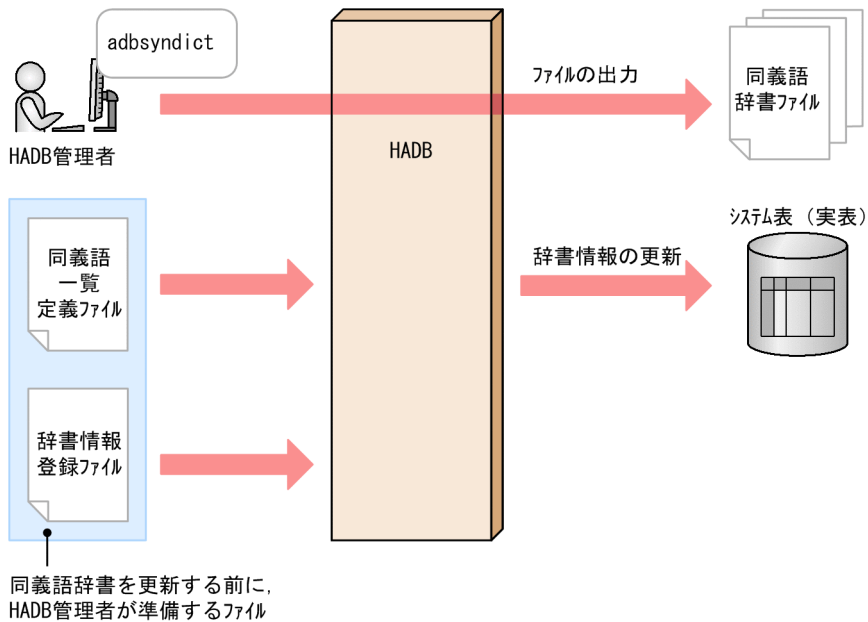 adbsyndict
HADB管理者
ファイルの出力
同義語
辞書ファイル
HADB
同義語
一覧
定義ファイル
辞書情報の更新
システム表（実表）
辞書情報
登録ファイル
同義語辞書を更新する前に，
HADB管理者が準備するファイル